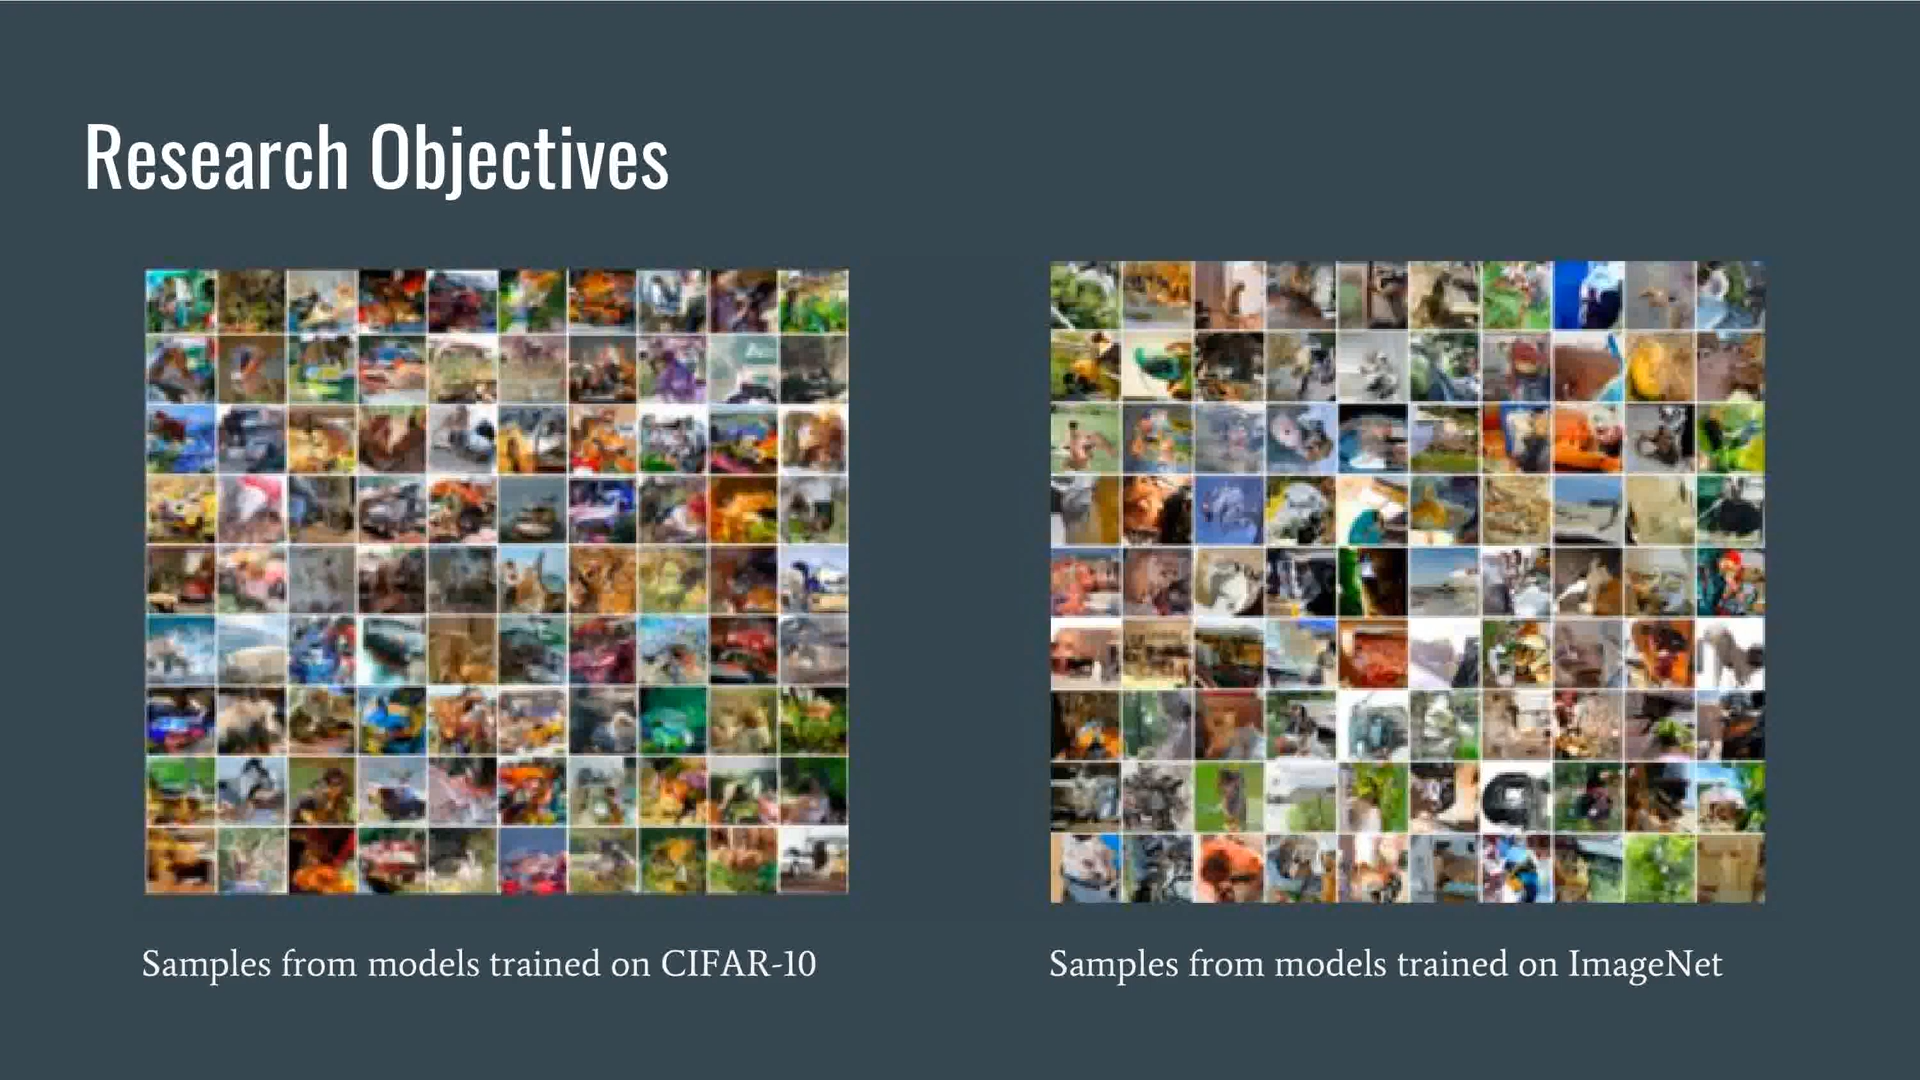 Research Objectives
Samples from models trained on CIFAR-10
Samples from models trained on ImageNet